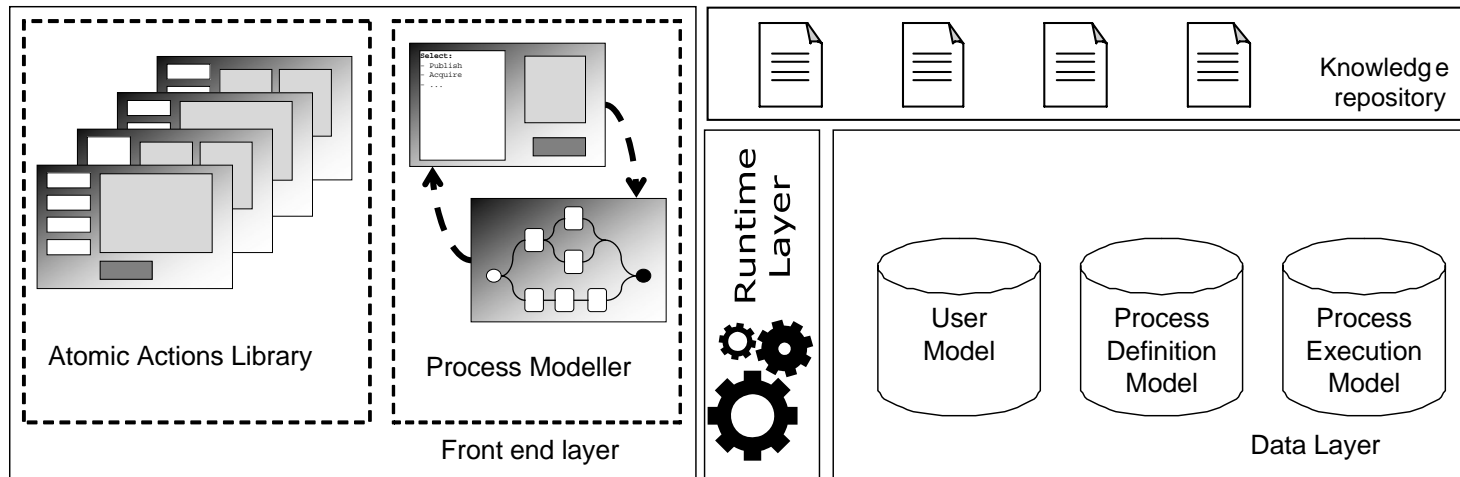 Select:
- Publish
- Acquire
- ...
Atomic Actions Library
Process Modeller
Front end layer
Knowledge
repository
Runtime
Layer
User
Model
Process
Definition
Model
Process
Execution
Model
Data Layer